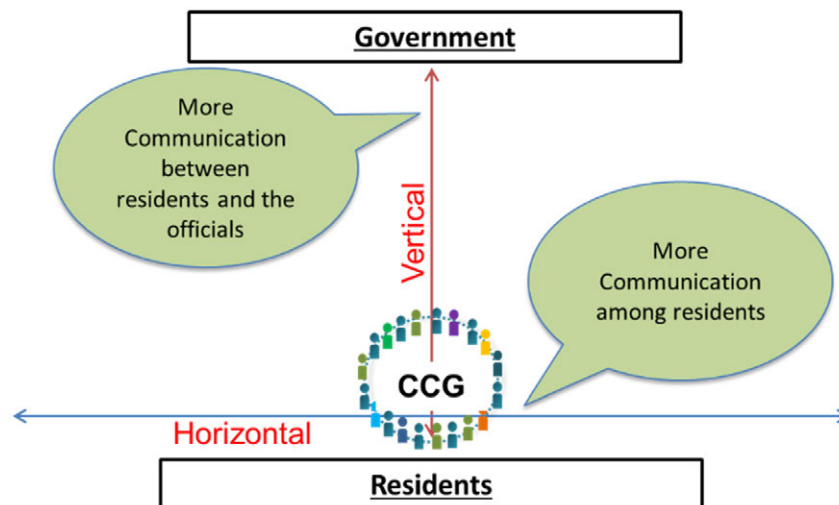 Government
More
Communication
between
residents and the
officials
Vertical
More
Communication
among residents
CCG
Horizontal
Residents